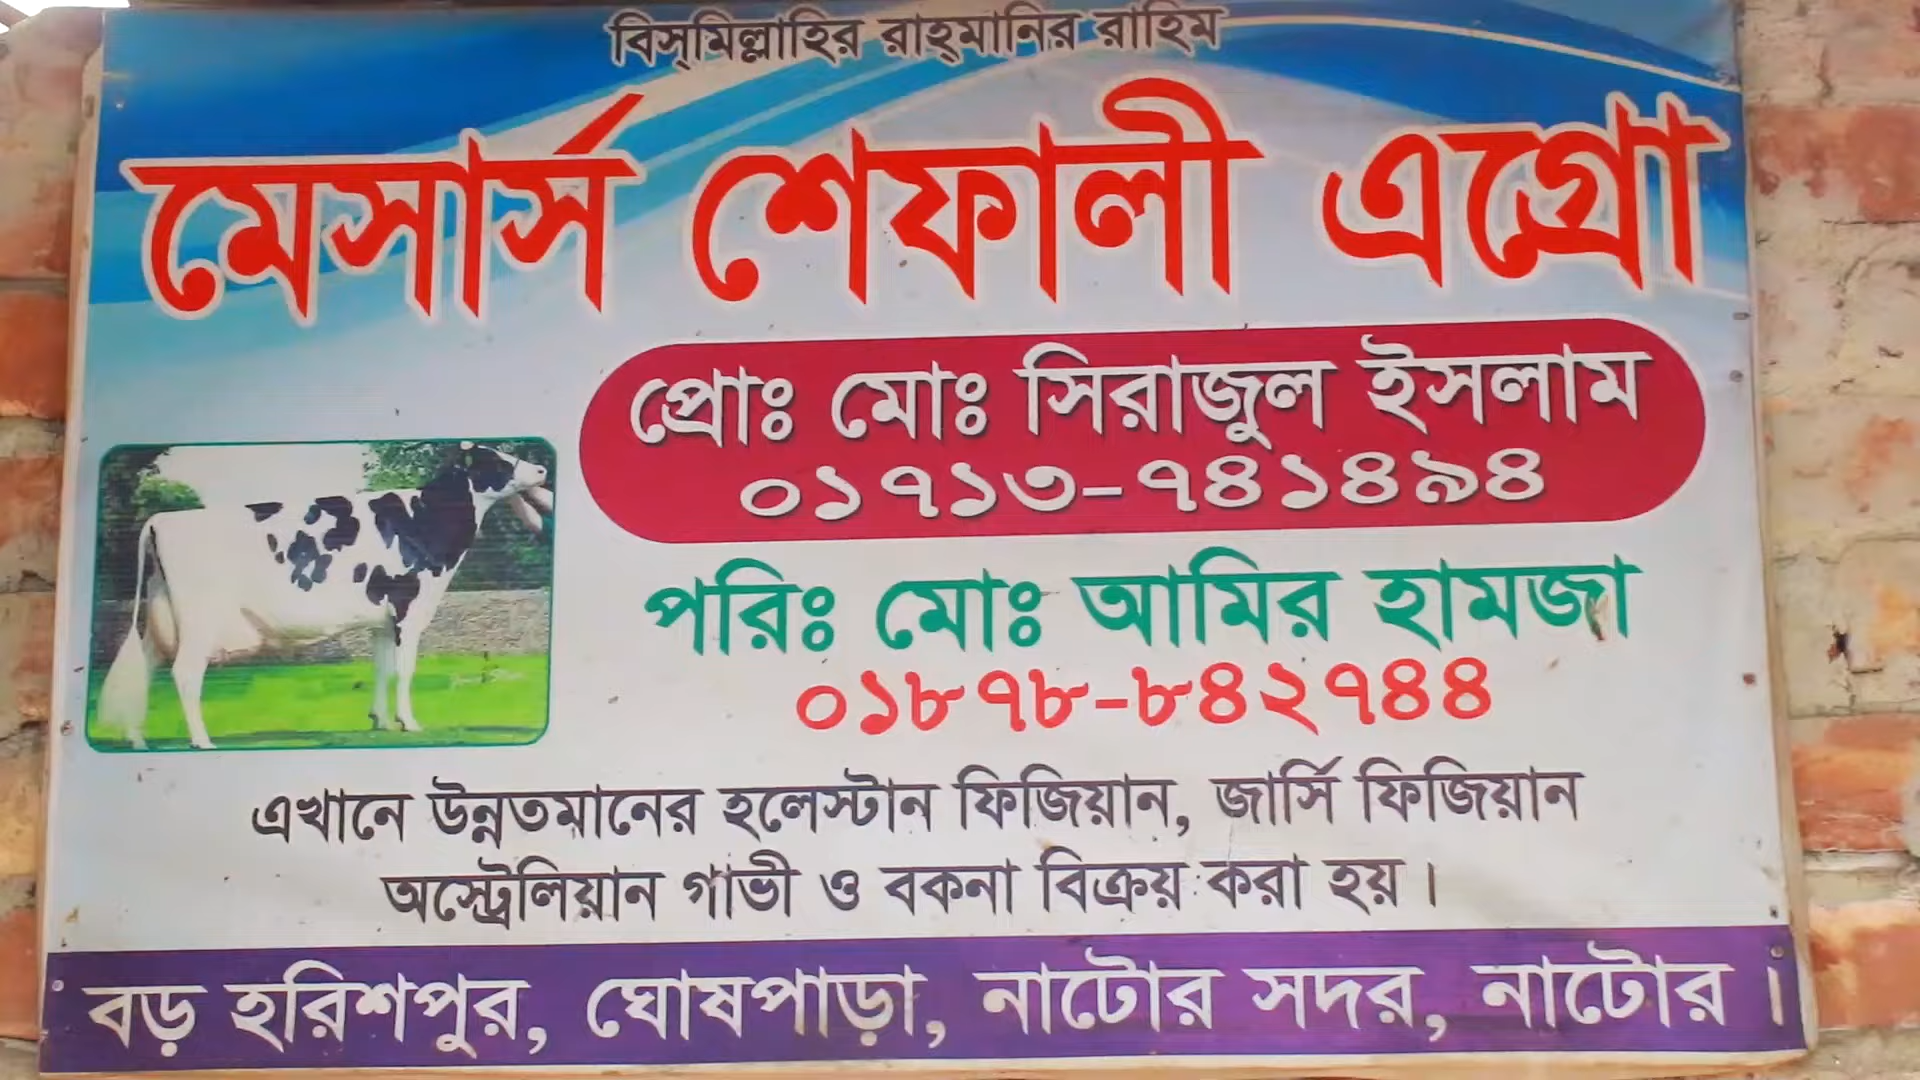 বিস্‌মিল্লাহির রাহ্‌মানির রাহিম
মেসার্স শেফালী এগ্রো
প্রোঃ মোঃ সিরাজুল ইসলাম
০১৭১৩-৭৪১৪৯৪
পরিঃ মোঃ আমির হামজা
০১৮৭৮-৮৪২৭৪৪
এখানে উন্নতমানের হলেস্টান ফিজিয়ান, জার্সি ফিজিয়ান
অস্ট্রেলিয়ান গাভী ও বকনা বিক্রয় করা হয়।
বড় হরিশপুর, ঘোষপাড়া, নাটোর সদর, নাটোর।